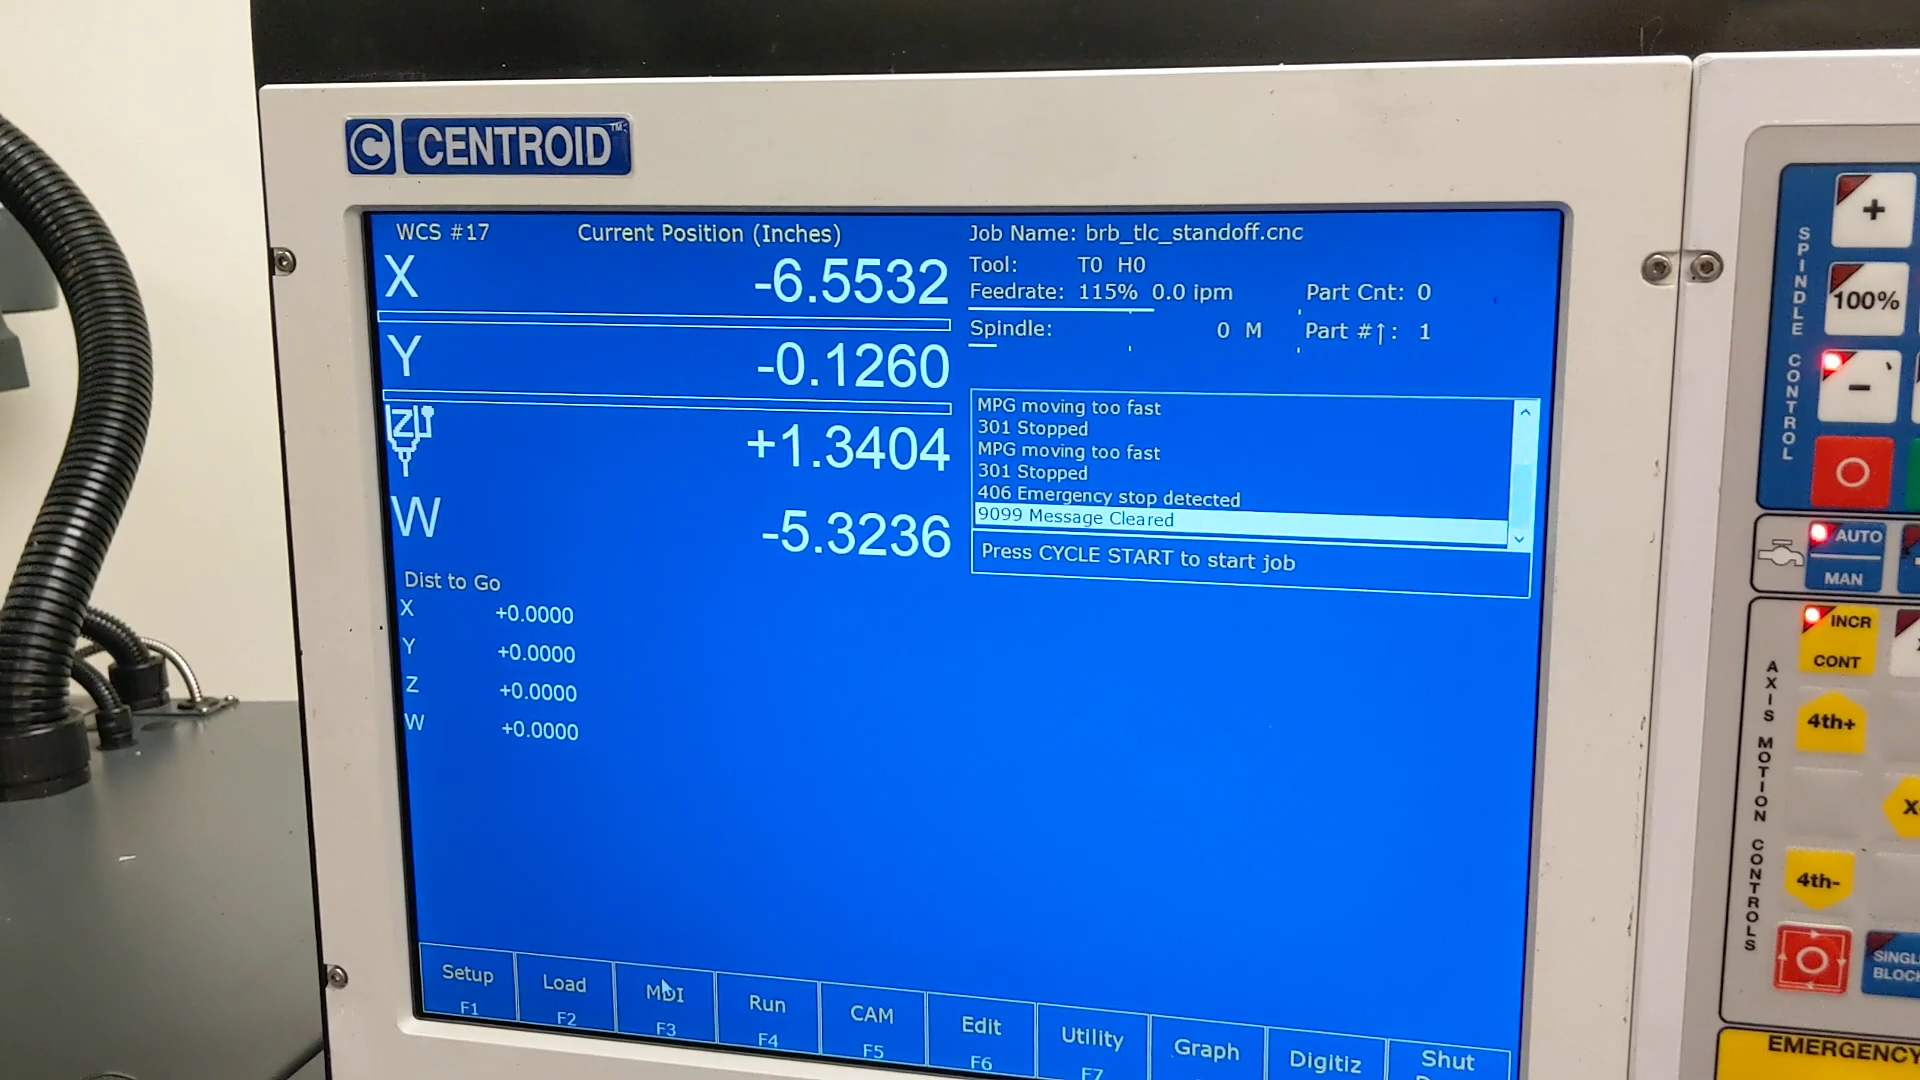 CENTROID™
WCS #17
Current Position (Inches)
X -6.5532
Y -0.1260
Z +1.3404
W -5.3236
Dist to Go
X +0.0000
Y +0.0000
Z +0.0000
W +0.0000
Job Name: brb_tlc_standoff.cnc
Tool: T0 H0
Feedrate: 115% 0.0 ipm
Part Cnt: 0
Spindle: 0 M
Part #↑: 1
MPG moving too fast
301 Stopped
MPG moving too fast
301 Stopped
406 Emergency stop detected
9099 Message Cleared
Press CYCLE START to start job
Setup
F1
Load
F2
MDI
F3
Run
F4
CAM
F5
Edit
F6
Utility
F7
Graph
Digitiz
Shut
SPINDLE CONTROL
+
100%
-
AUTO
MAN
AXIS MOTION CONTROLS
INCR
CONT
4th+
X
4th-
SINGL
BLOC
EMERGENCY